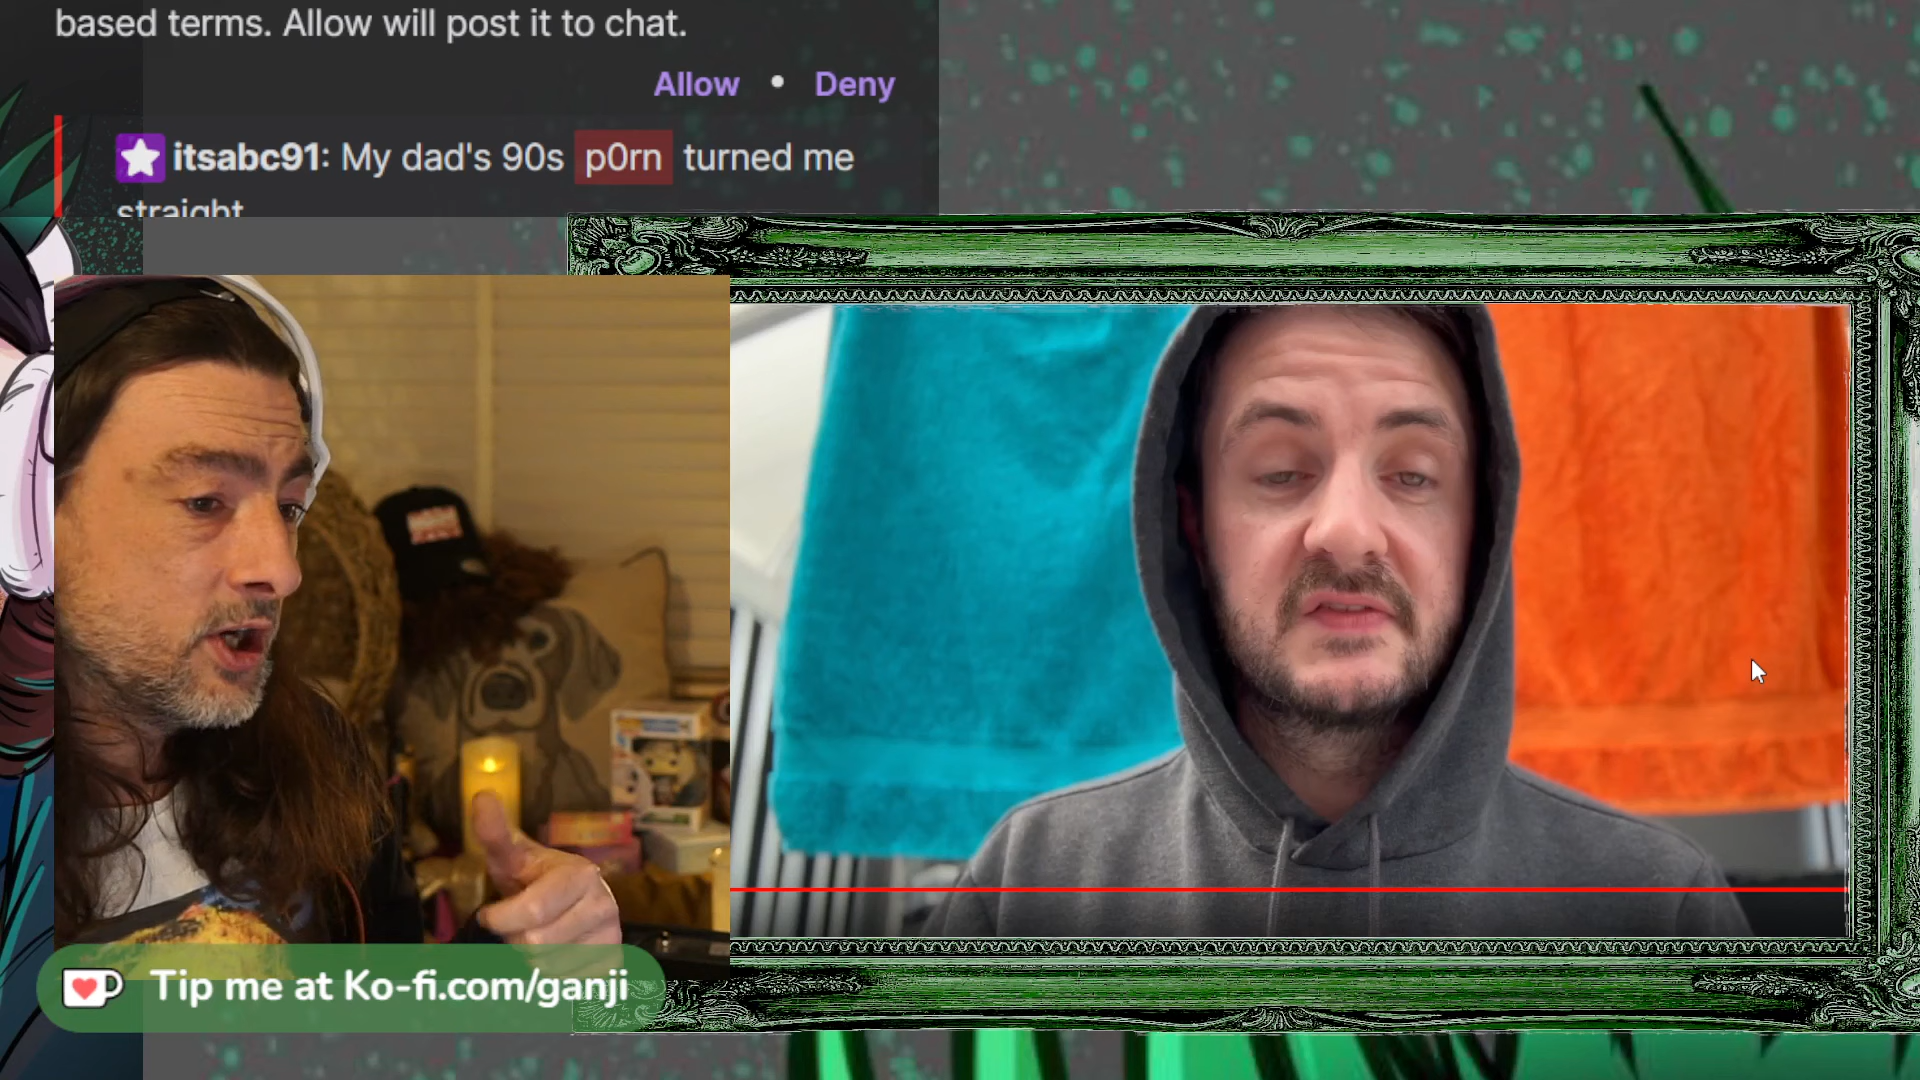 based terms. Allow will post it to chat.
Allow • Deny
itsabc91: My dad's 90s p0rn turned me
straight
Tip me at Ko-fi.com/ganji